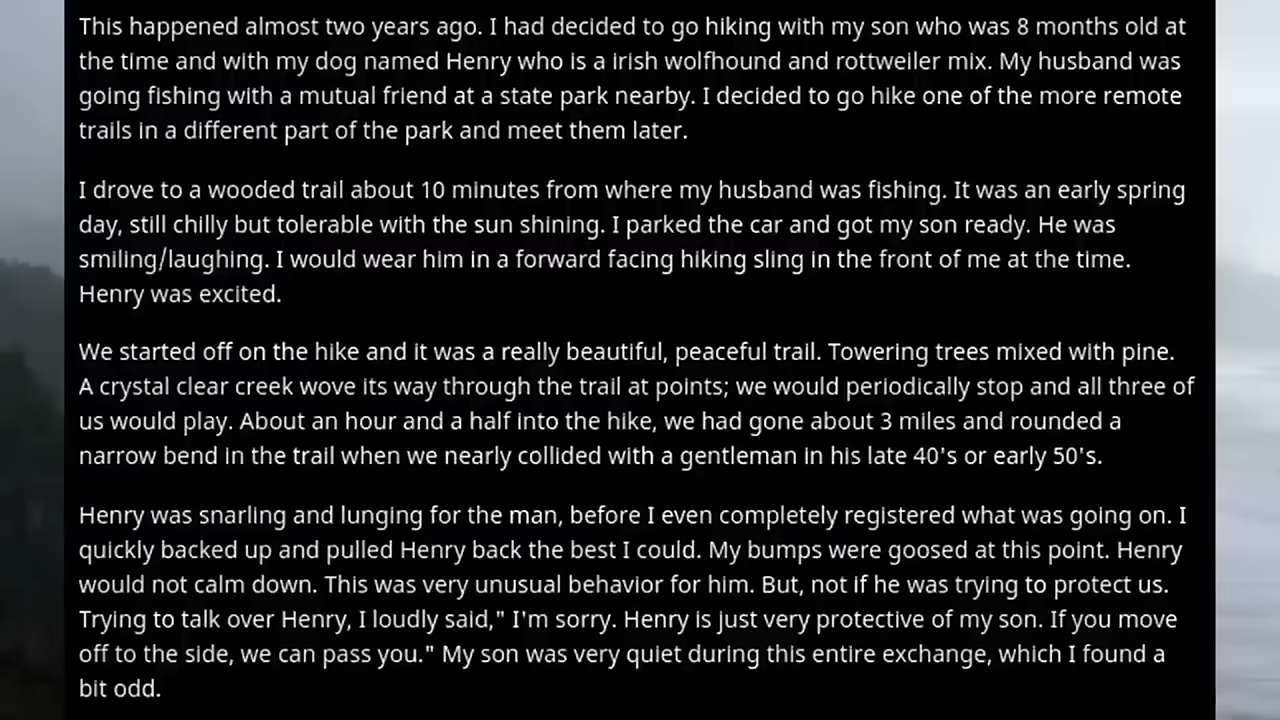 This happened almost two years ago. I had decided to go hiking with my son who was 8 months old at
the time and with my dog named Henry who is a irish wolfhound and rottweiler mix. My husband was
going fishing with a mutual friend at a state park nearby. I decided to go hike one of the more remote
trails in a different part of the park and meet them later.
I drove to a wooded trail about 10 minutes from where my husband was fishing. It was an early spring
day, still chilly but tolerable with the sun shining. I parked the car and got my son ready. He was
smiling/laughing. I would wear him in a forward facing hiking sling in the front of me at the time.
Henry was excited.
We started off on the hike and it was a really beautiful, peaceful trail. Towering trees mixed with pine.
A crystal clear creek wove its way through the trail at points; we would periodically stop and all three of
us would play. About an hour and a half into the hike, we had gone about 3 miles and rounded a
narrow bend in the trail when we nearly collided with a gentleman in his late 40's or early 50's.
Henry was snarling and lunging for the man, before I even completely registered what was going on. I
quickly backed up and pulled Henry back the best I could. My bumps were goosed at this point. Henry
would not calm down. This was very unusual behavior for him. But, not if he was trying to protect us.
Trying to talk over Henry, I loudly said," I'm sorry. Henry is just very protective of my son. If you move
off to the side, we can pass you." My son was very quiet during this entire exchange, which I found a
bit odd.